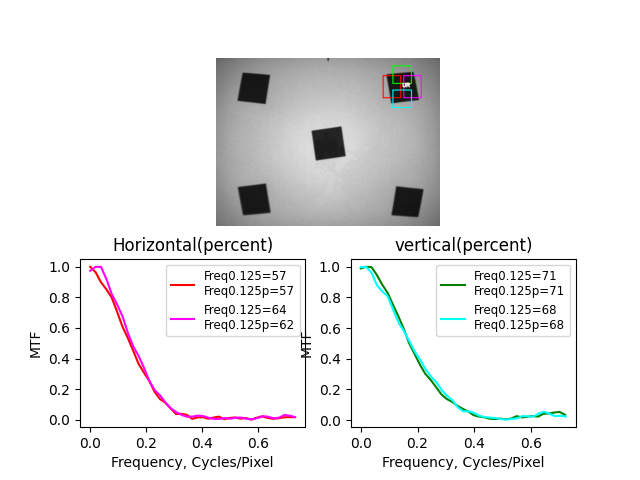 UR
Horizontal(percent)
vertical(percent)
MTF
1.0
0.8
0.6
0.4
0.2
0.0
Freq0.125=57
Freq0.125p=57
Freq0.125=64
Freq0.125p=62
0.0 0.2 0.4 0.6
Frequency, Cycles/Pixel
MTF
1.0
0.8
0.6
0.4
0.2
0.0
Freq0.125=71
Freq0.125p=71
Freq0.125=68
Freq0.125p=68
0.0 0.2 0.4 0.6
Frequency, Cycles/Pixel